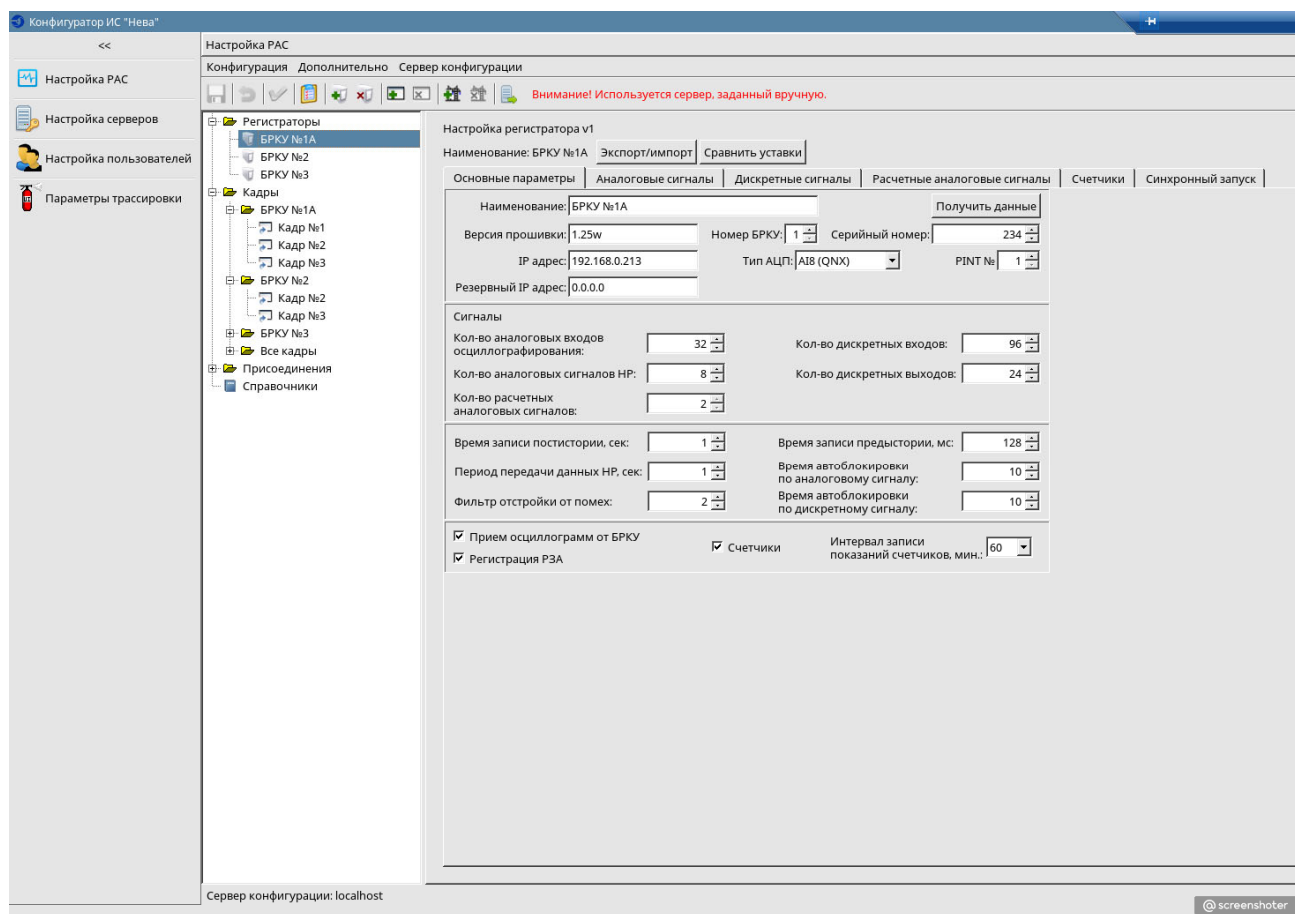 Конфигуратор ИС "Нева"
<<
Настройка РАС
Настройка серверов
Настройка пользователей
Параметры трассировки
Настройка РАС
Конфигурация Дополнительно Сервер конфигурации
Внимание! Используется сервер, заданный вручную.
Регистраторы
БРКУ №1А
БРКУ №2
БРКУ №3
Кадры
БРКУ №1А
Кадр №1
Кадр №2
Кадр №3
БРКУ №2
Кадр №2
Кадр №3
БРКУ №3
Все кадры
Присоединения
Справочники
Настройка регистратора v1
Наименование: БРКУ №1А Экспорт/импорт Сравнить уставки
Основные параметры Аналоговые сигналы Дискретные сигналы Расчетные аналоговые сигналы Счетчики Синхронный запуск
Наименование: БРКУ №1А Получить данные
Версия прошивки: 1.25w Номер БРКУ: 1 Серийный номер: 234
IP адрес: 192.168.0.213 Тип АЦП: AI8 (QNX) PINT № 1
Резервный IP адрес: 0.0.0.0
Сигналы
Кол-во аналоговых входов
осциллографирования: 32 Кол-во дискретных входов: 96
Кол-во аналоговых сигналов НР: 8 Кол-во дискретных выходов: 24
Кол-во расчетных
аналоговых сигналов: 2
Время записи постистории, сек: 1 Время записи предыстории, мс: 128
Период передачи данных НР, сек: 1 Время автоблокировки
по аналоговому сигналу: 10
Фильтр отстройки от помех: 2 Время автоблокировки
по дискретному сигналу: 10
Прием осциллограмм от БРКУ
Регистрация РЗА
Счетчики
Интервал записи
показаний счетчиков, мин.: 60
Сервер конфигурации: localhost
@screenshoter